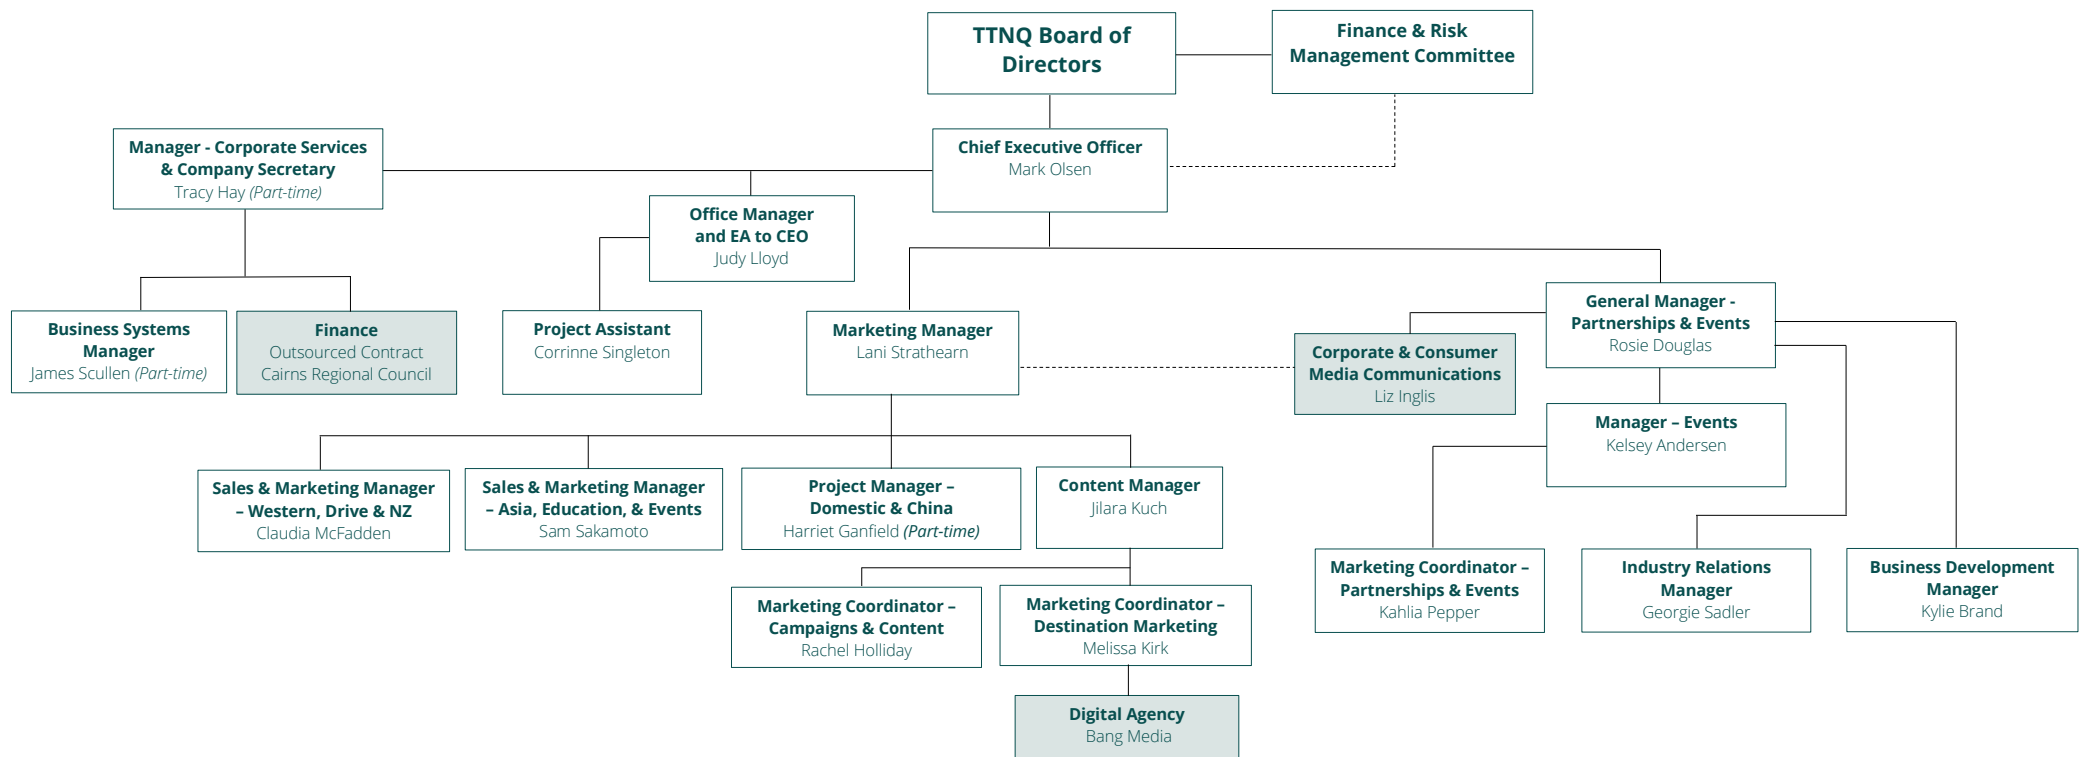 TTNQ Board of
Directors
Finance & Risk
Management Committee
Manager - Corporate Services
& Company Secretary
Tracy Hay (Part-time)
Chief Executive Officer
Mark Olsen
Office Manager
and EA to CEO
Judy Lloyd
Business Systems
Manager
James Scullen (Part-time)
Finance
Outsourced Contract
Cairns Regional Council
Project Assistant
Corrinne Singleton
Marketing Manager
Lani Strathearn
Corporate & Consumer
Media Communications
Liz Inglis
General Manager -
Partnerships & Events
Rosie Douglas
Manager – Events
Kelsey Andersen
Sales & Marketing Manager
– Western, Drive & NZ
Claudia McFadden
Sales & Marketing Manager
– Asia, Education, & Events
Sam Sakamoto
Project Manager –
Domestic & China
Harriet Ganfield (Part-time)
Content Manager
Jilara Kuch
Marketing Coordinator –
Campaigns & Content
Rachel Holliday
Marketing Coordinator –
Destination Marketing
Melissa Kirk
Marketing Coordinator –
Partnerships & Events
Kahlia Pepper
Industry Relations
Manager
Georgie Sadler
Business Development
Manager
Kylie Brand
Digital Agency
Bang Media